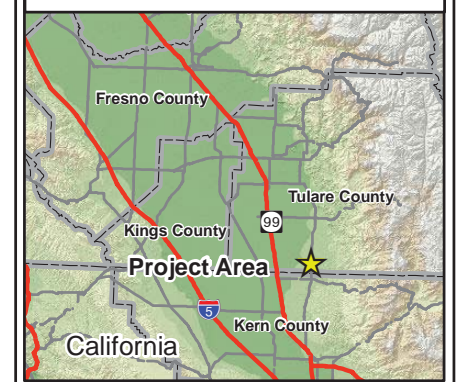 Fresno County
Tulare County
99
Kings County
Project Area
5
Kern County
California